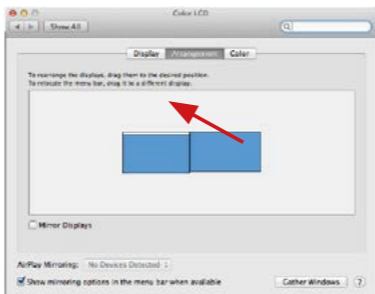 Color LCD
Show All
Display Arrangement Color
To rearrange the displays, drag them to the desired position.
To relocate the menu bar, drag it to a different display.
Mirror Displays
AirPlay Mirroring: No Devices Detected
Show mirroring options in the menu bar when available
Gather Windows ?